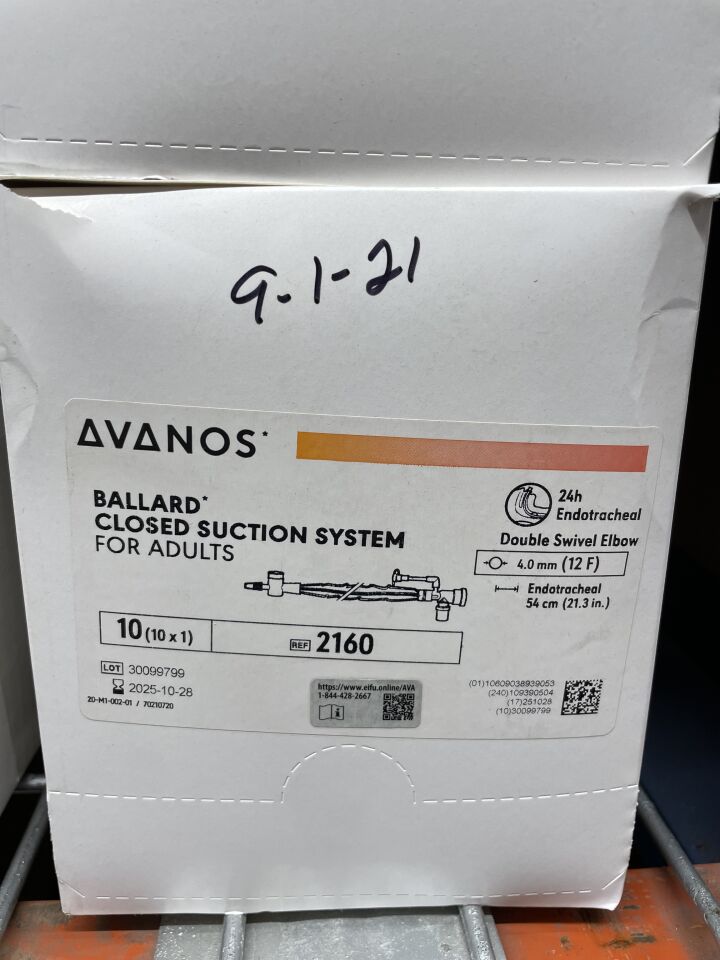 9-1-21
AVANOS*
BALLARD*
CLOSED SUCTION SYSTEM
FOR ADULTS
24h
Endotracheal
Double Swivel Elbow
4.0 mm (12 F)
Endotracheal
54 cm (21.3 in.)
10 (10 x 1)
REF 2160
LOT 30099799
2025-10-28
20-M1-002-01 / 70210720
https://www.eifu.online/AVA
1-844-428-2667
(01)10609038939053
(240)109390504
(17)251028
(10)30099799